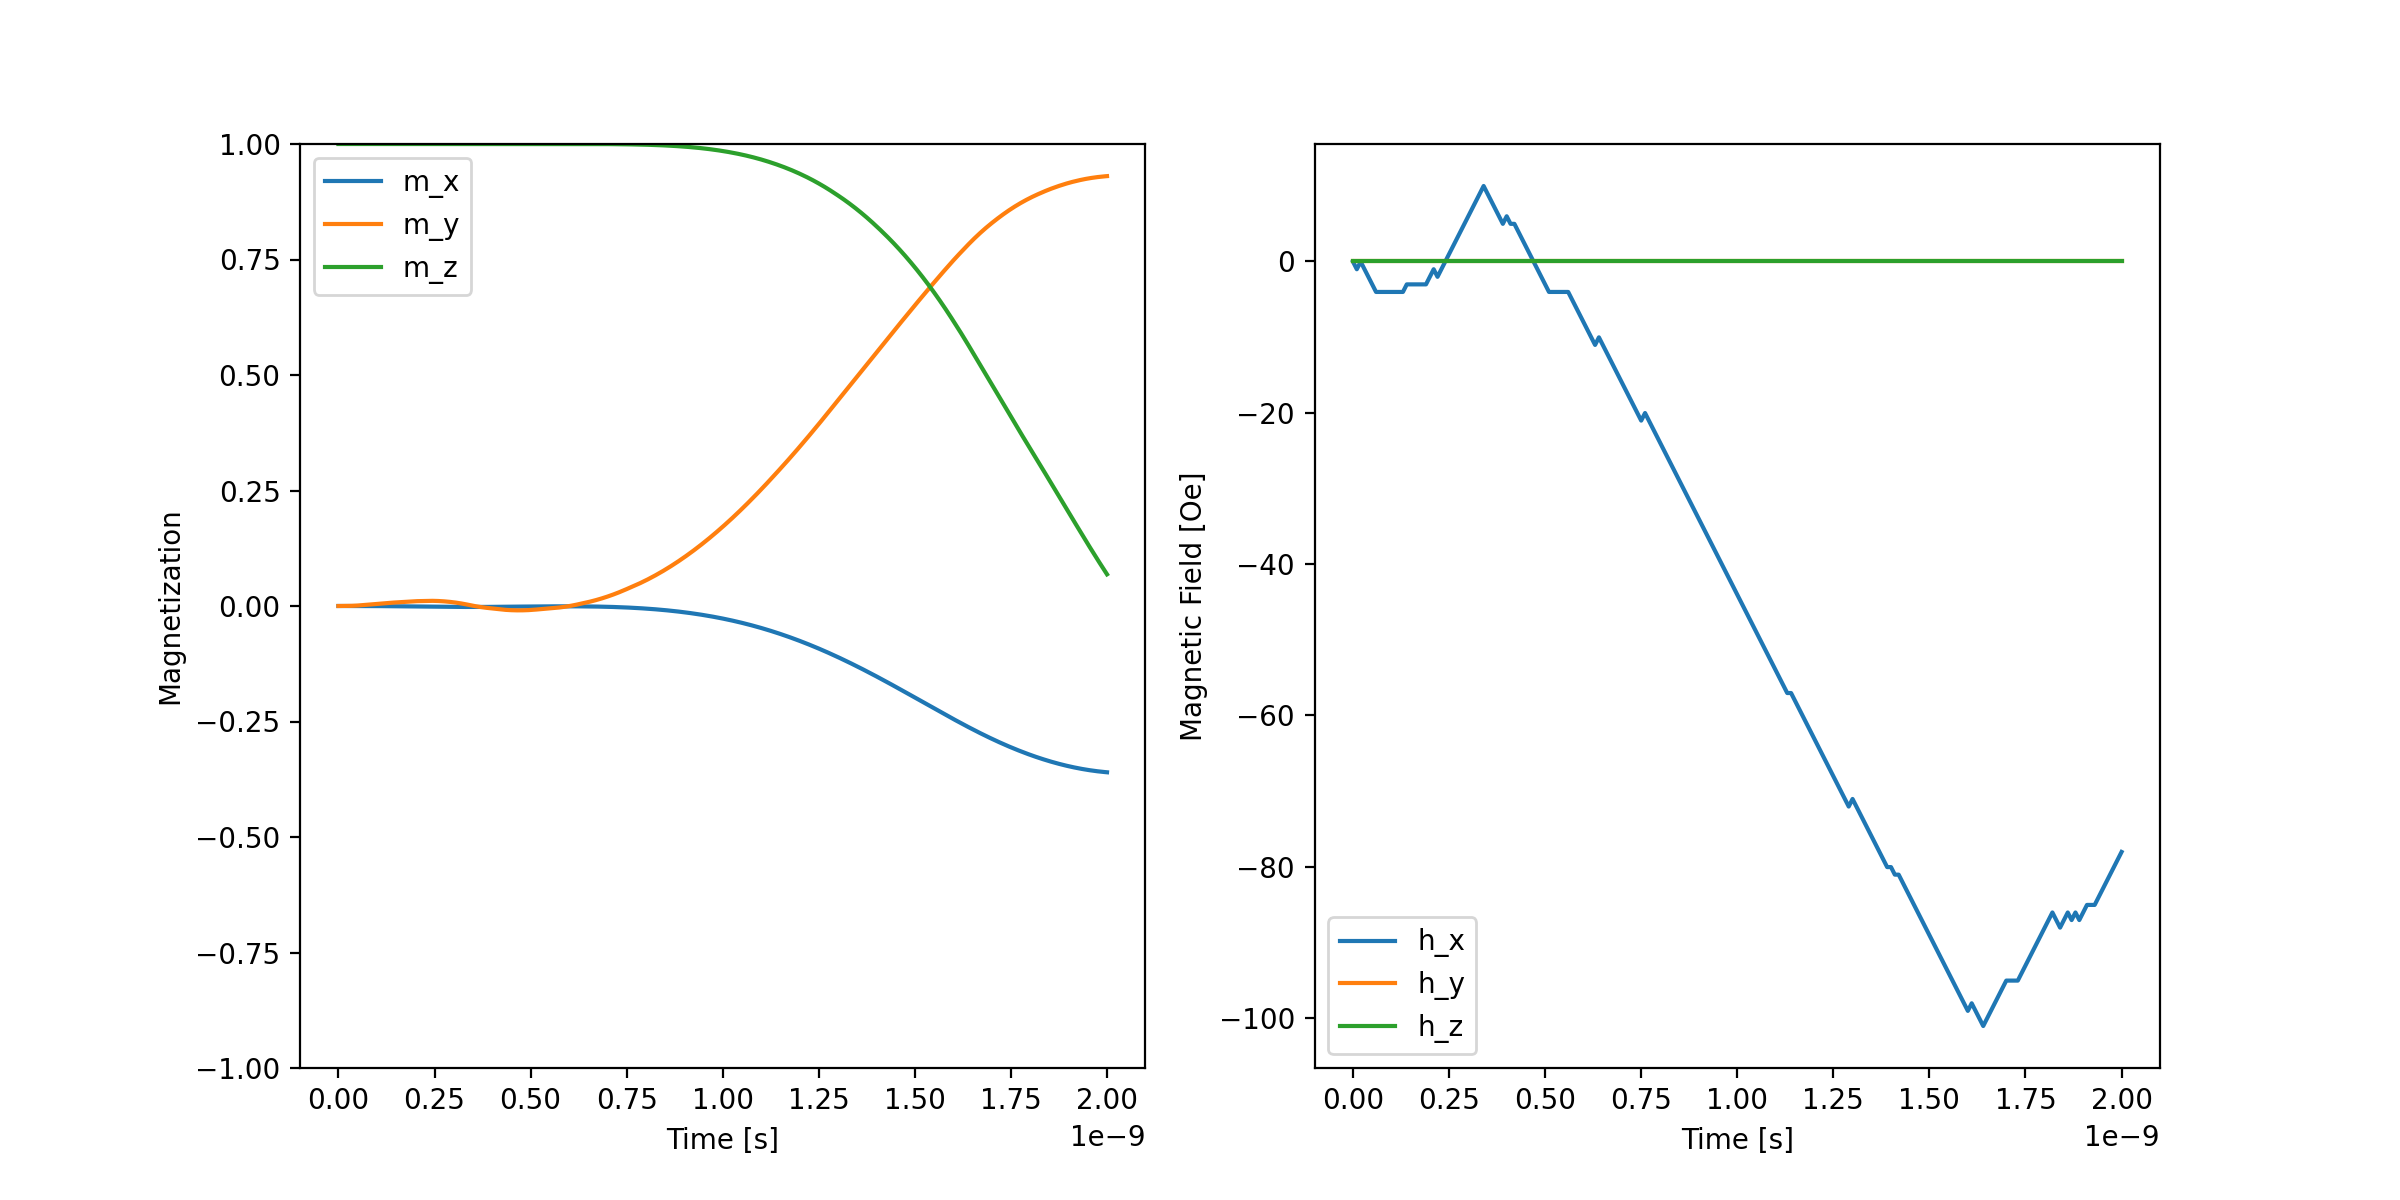 1.00
0.75
0.50
0.25
0.00
−0.25
−0.50
−0.75
−1.00
Magnetization
m_x
m_y
m_z
0.00 0.25 0.50 0.75 1.00 1.25 1.50 1.75 2.00
Time [s]
1e−9
0
−20
−40
−60
−80
−100
Magnetic Field [Oe]
h_x
h_y
h_z
0.00 0.25 0.50 0.75 1.00 1.25 1.50 1.75 2.00
Time [s]
1e−9